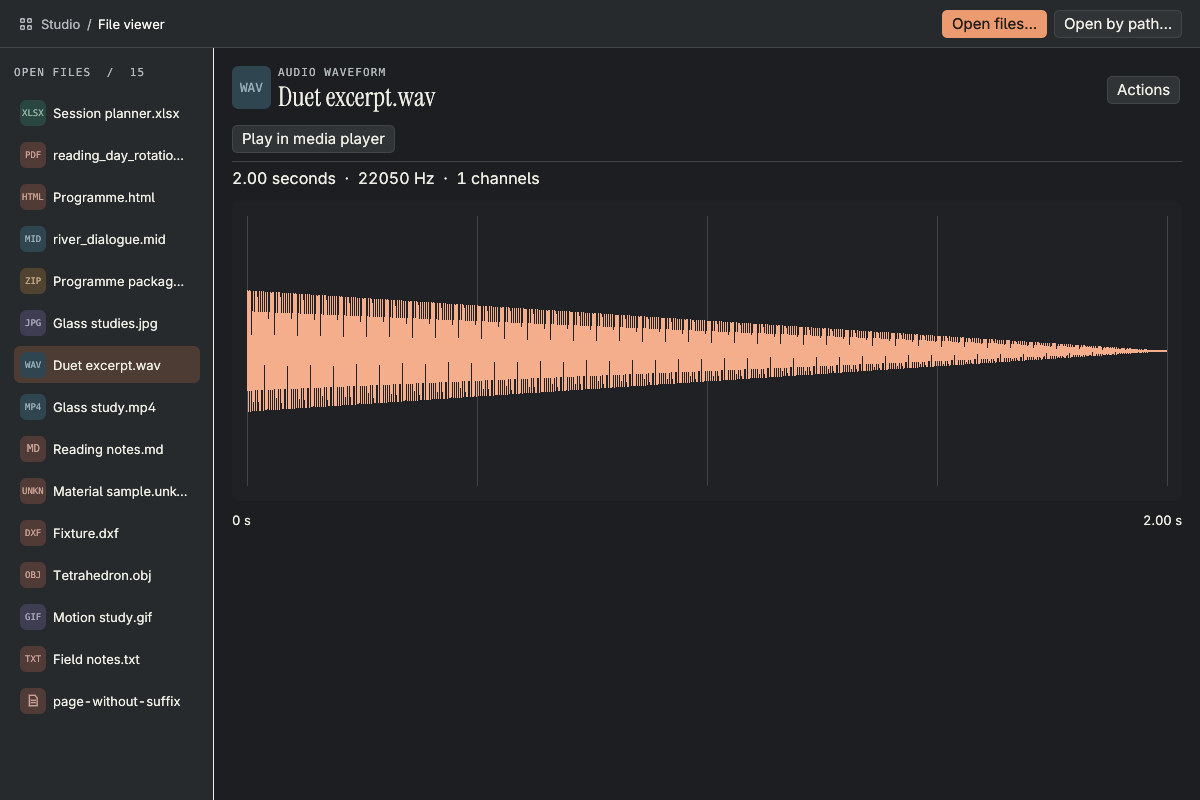 Studio / File viewer
Open files...
Open by path...
OPEN FILES / 15
XLSX Session planner.xlsx
PDF reading_day_rotatio...
HTML Programme.html
MID river_dialogue.mid
ZIP Programme packag...
JPG Glass studies.jpg
WAV Duet excerpt.wav
MP4 Glass study.mp4
MD Reading notes.md
UNKN Material sample.unk...
DXF Fixture.dxf
OBJ Tetrahedron.obj
GIF Motion study.gif
TXT Field notes.txt
page-without-suffix
WAV
AUDIO WAVEFORM
Duet excerpt.wav
Actions
Play in media player
2.00 seconds · 22050 Hz · 1 channels
0 s
2.00 s